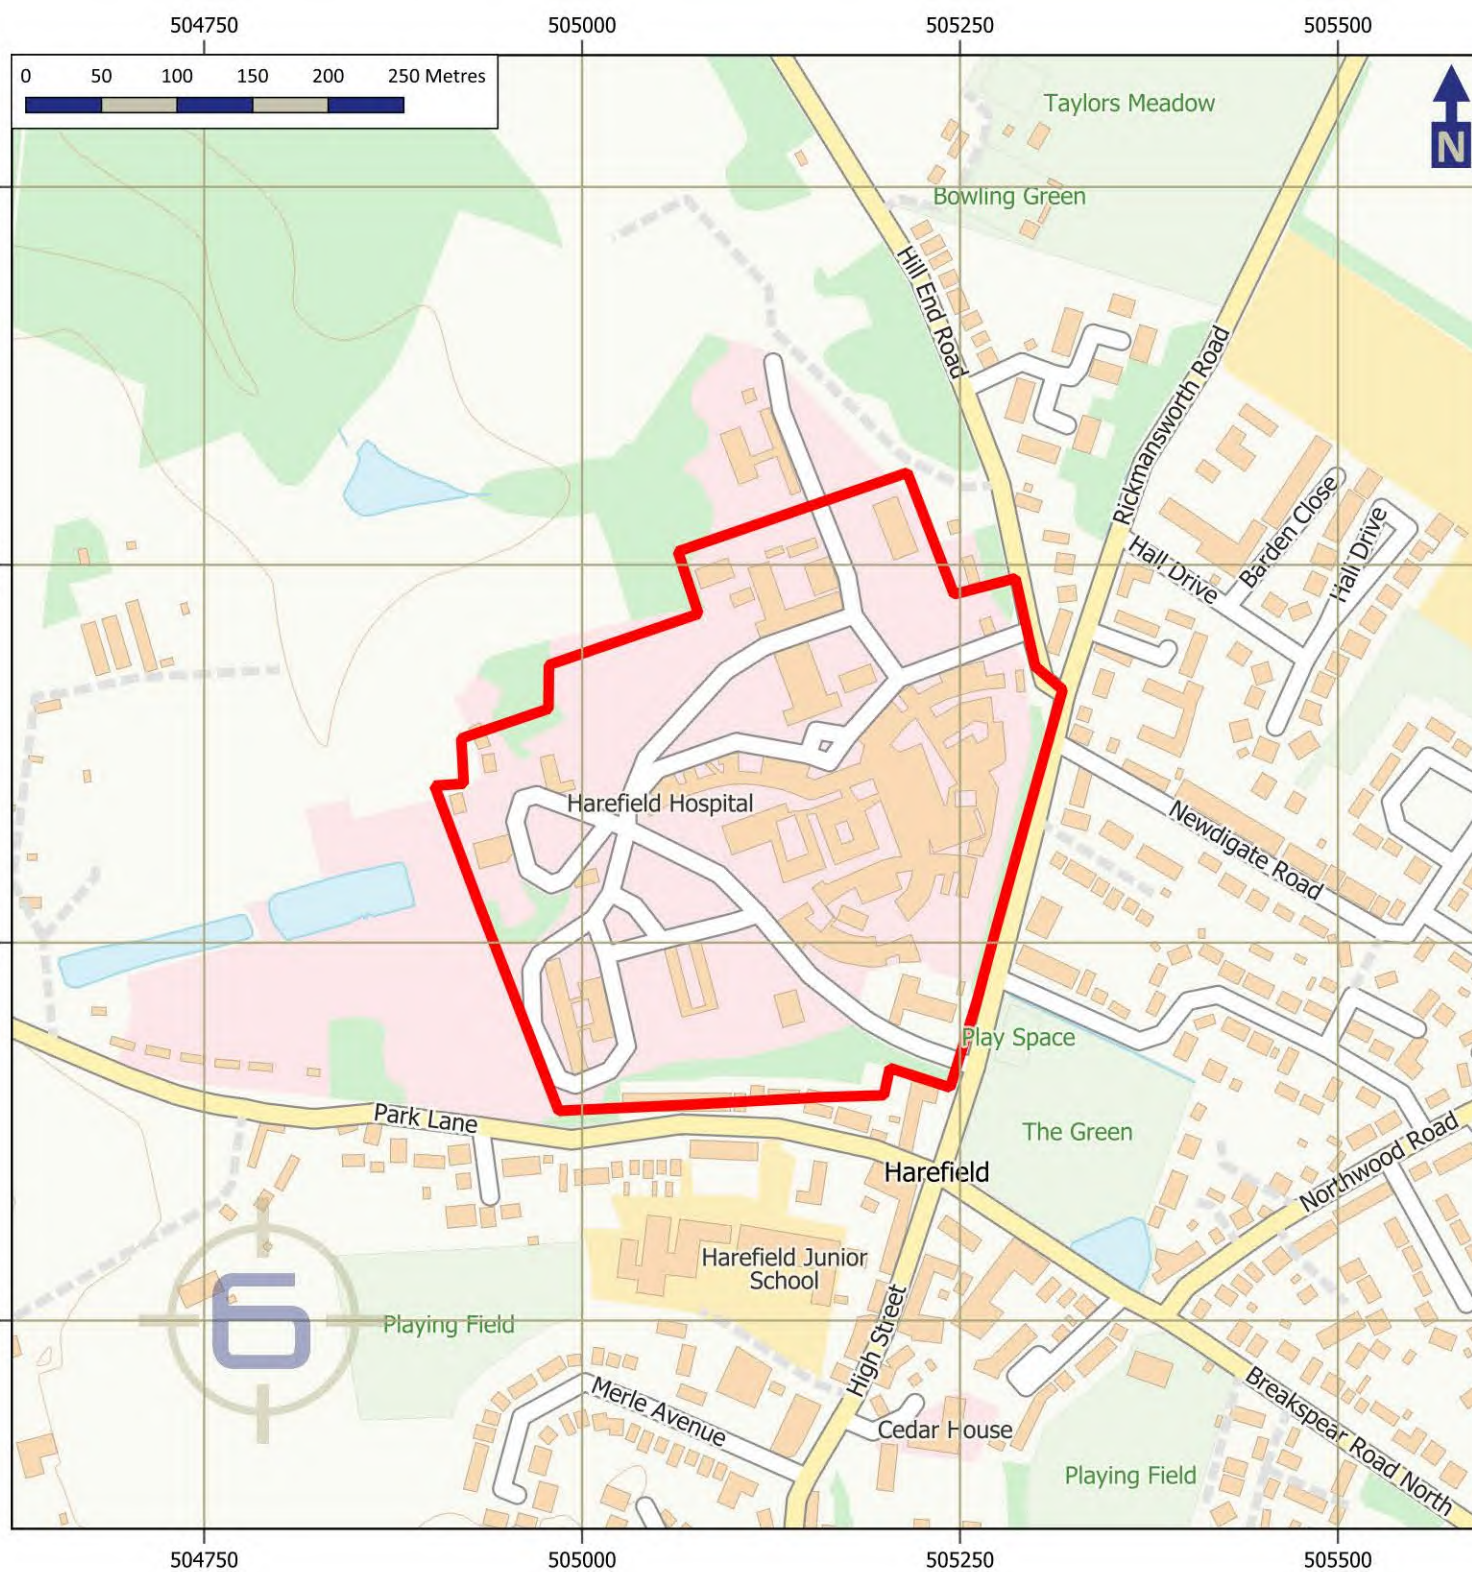 504750 505000 505250 505500
0 50 100 150 200 250 Metres
N
Taylors Meadow
Bowling Green
Hill End Road
Rickmansworth Road
Hall Drive
Barden Close
Hall Drive
Harefield Hospital
Newdigate Road
Play Space
Park Lane
The Green
Northwood Road
Harefield
Harefield Junior
School
6
Playing Field
High Street
Merle Avenue
Cedar House
Breakspear Road North
Playing Field
504750 505000 505250 505500